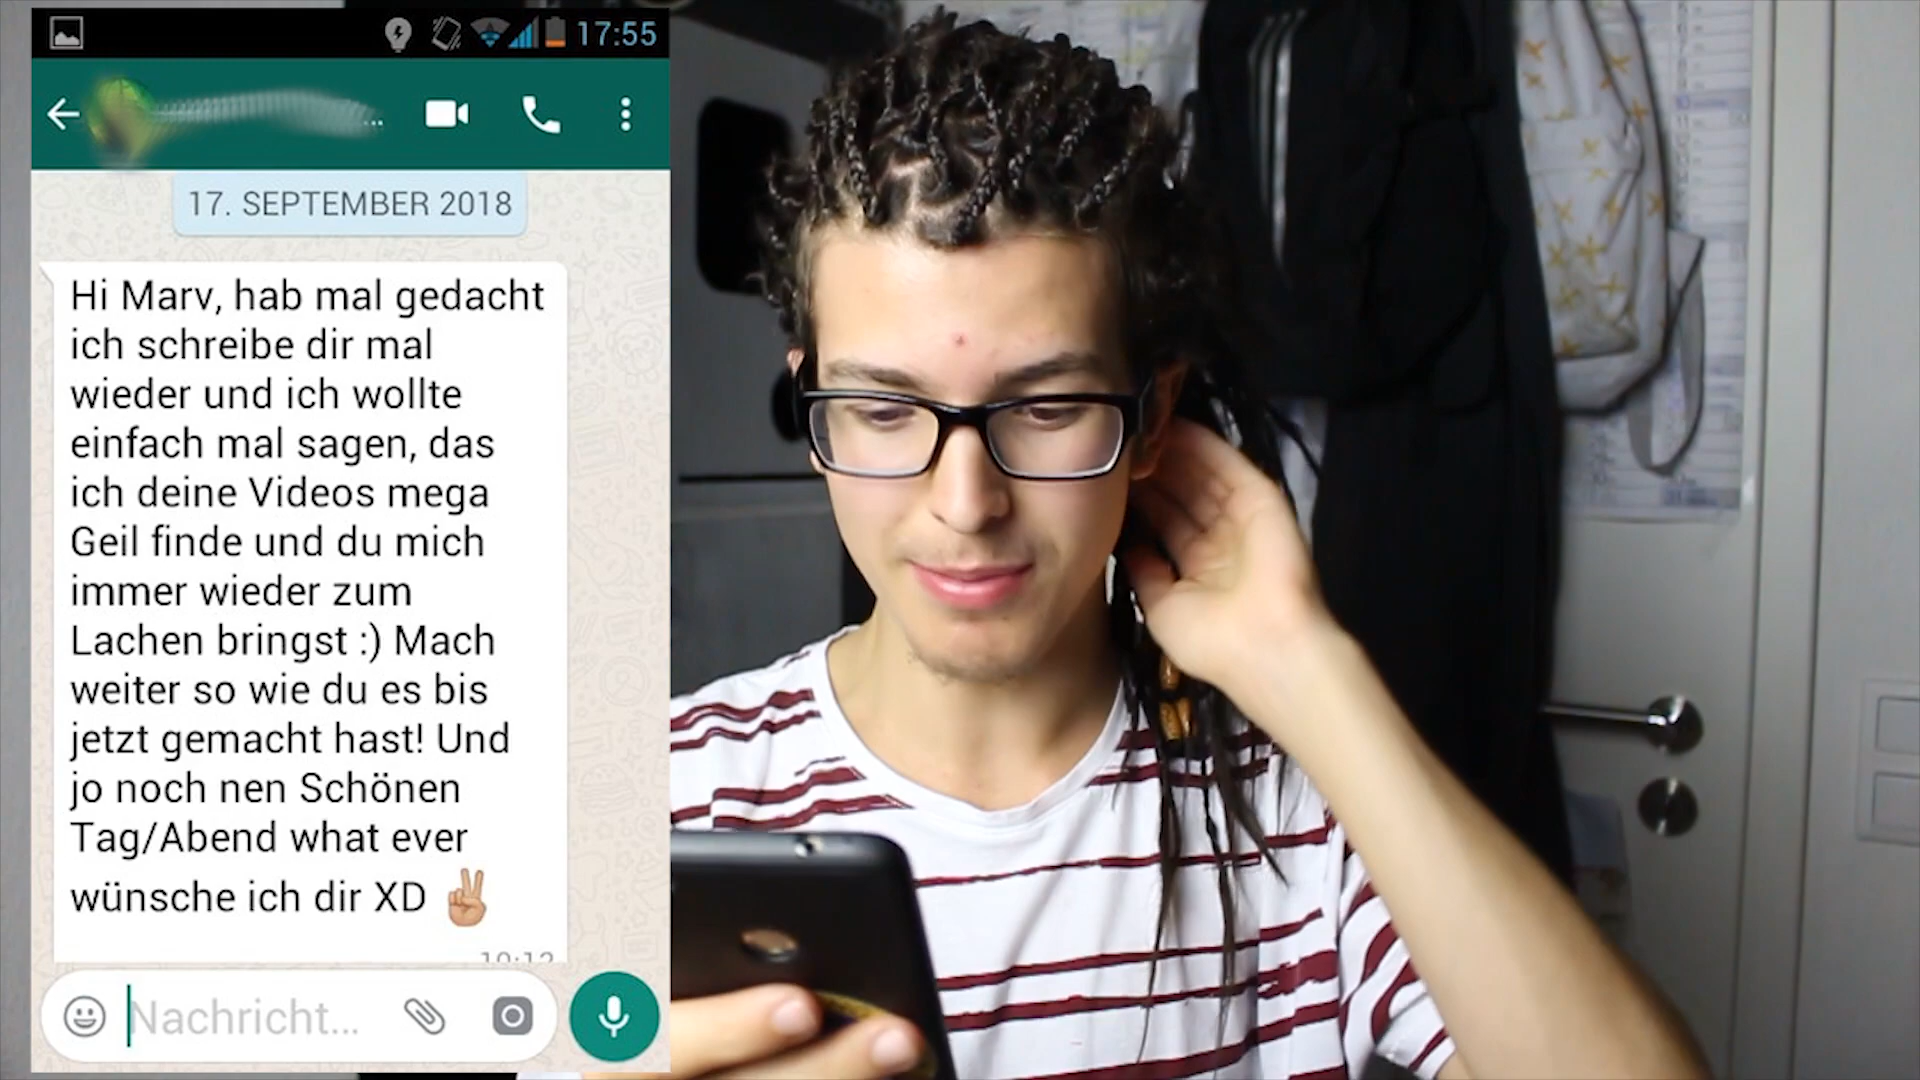 17:55
...
17. SEPTEMBER 2018
Hi Marv, hab mal gedacht
ich schreibe dir mal
wieder und ich wollte
einfach mal sagen, das
ich deine Videos mega
Geil finde und du mich
immer wieder zum
Lachen bringst :) Mach
weiter so wie du es bis
jetzt gemacht hast! Und
jo noch nen Schönen
Tag/Abend what ever
wünsche ich dir XD ✌🏼
Nachricht...